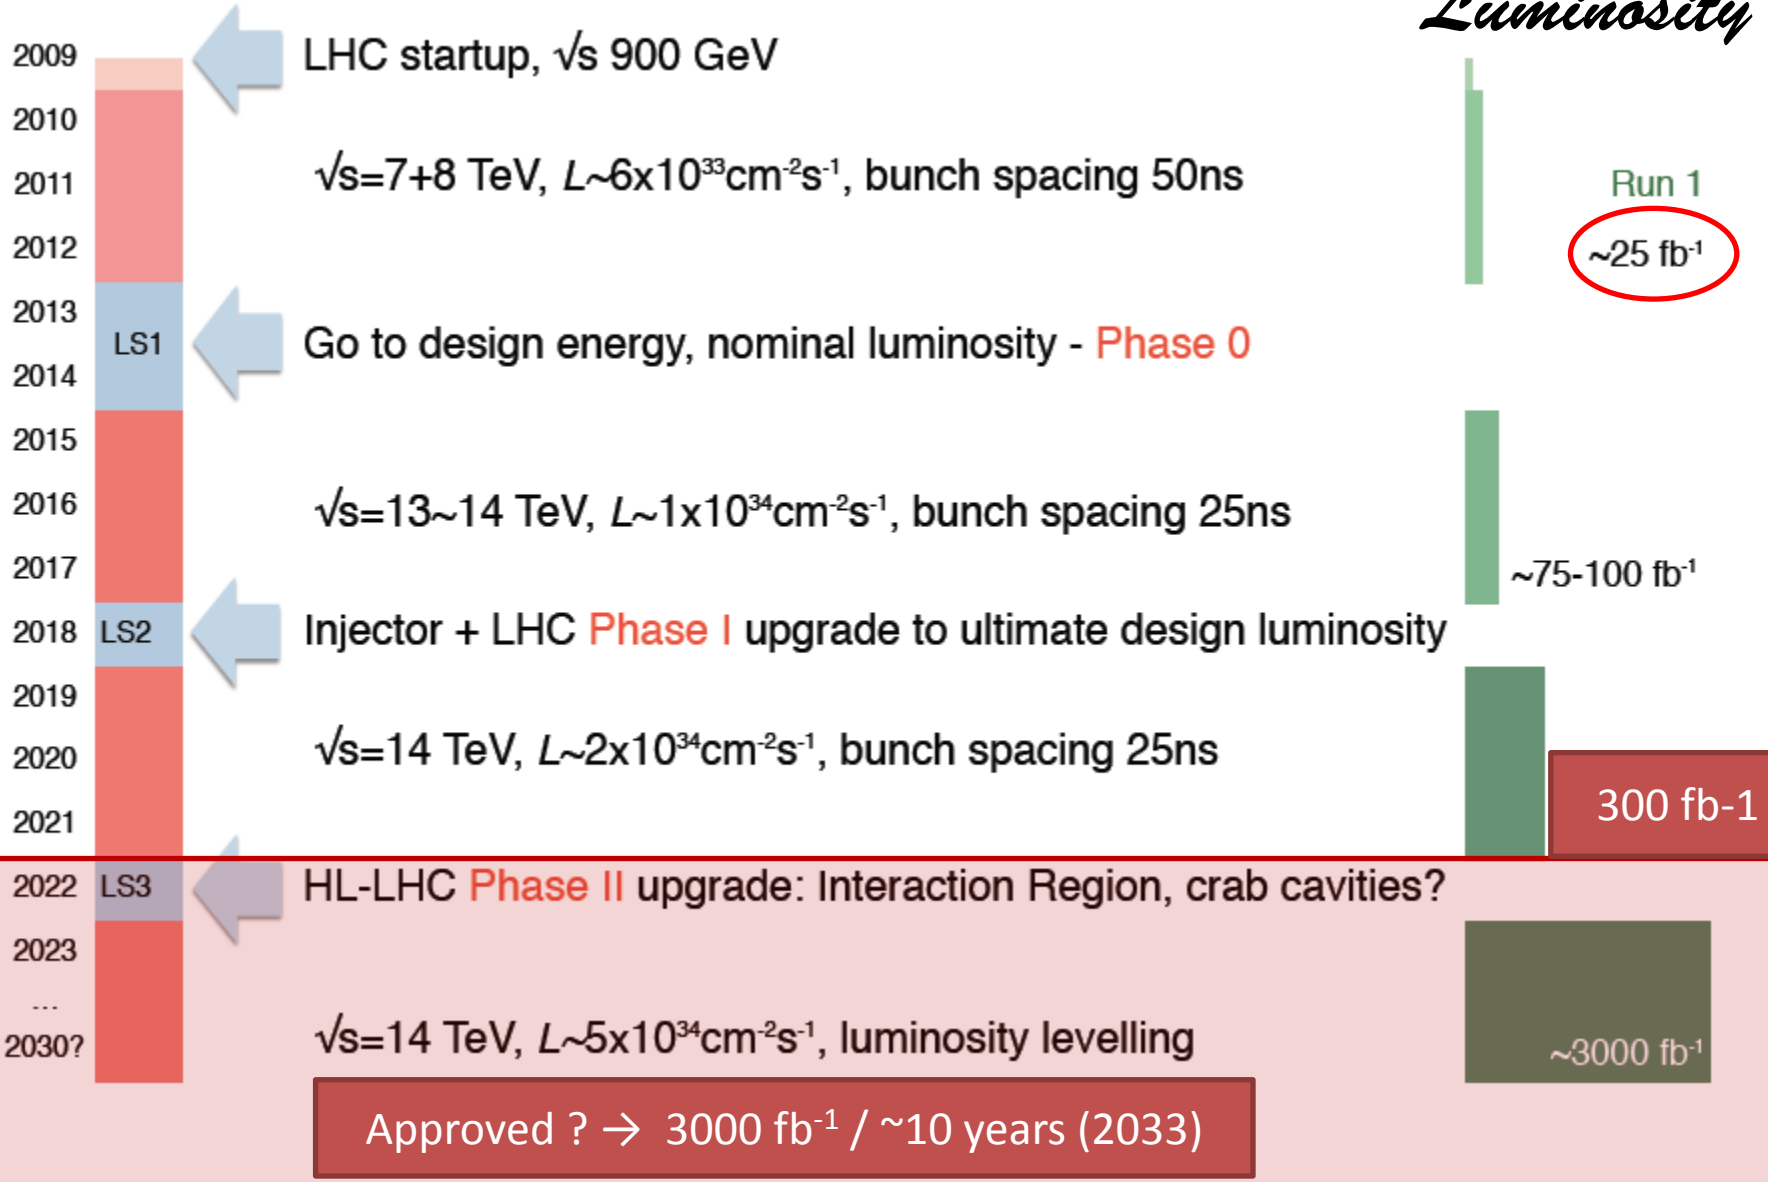 Luminosity
2009 LHC startup, √s 900 GeV
2010
√s=7+8 TeV, L~6x10³³cm⁻²s⁻¹, bunch spacing 50ns
2011 Run 1
2012 ~25 fb⁻¹
2013
LS1 Go to design energy, nominal luminosity - Phase 0
2014
2015
2016 √s=13~14 TeV, L~1x10³⁴cm⁻²s⁻¹, bunch spacing 25ns
2017 ~75-100 fb⁻¹
2018 LS2 Injector + LHC Phase I upgrade to ultimate design luminosity
2019
2020 √s=14 TeV, L~2x10³⁴cm⁻²s⁻¹, bunch spacing 25ns
300 fb-1
2021
2022 LS3 HL-LHC Phase II upgrade: Interaction Region, crab cavities?
2023
...
2030? √s=14 TeV, L~5x10³⁴cm⁻²s⁻¹, luminosity levelling ~3000 fb⁻¹
Approved ? → 3000 fb⁻¹ / ~10 years (2033)